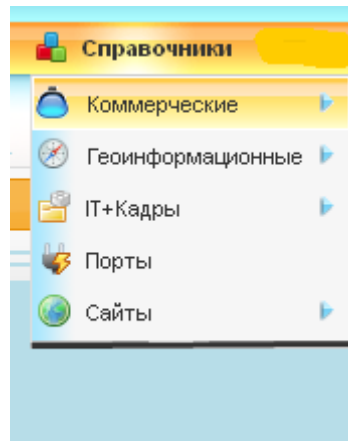 Справочники
Коммерческие
Геоинформационные
IT+Кадры
Порты
Сайты